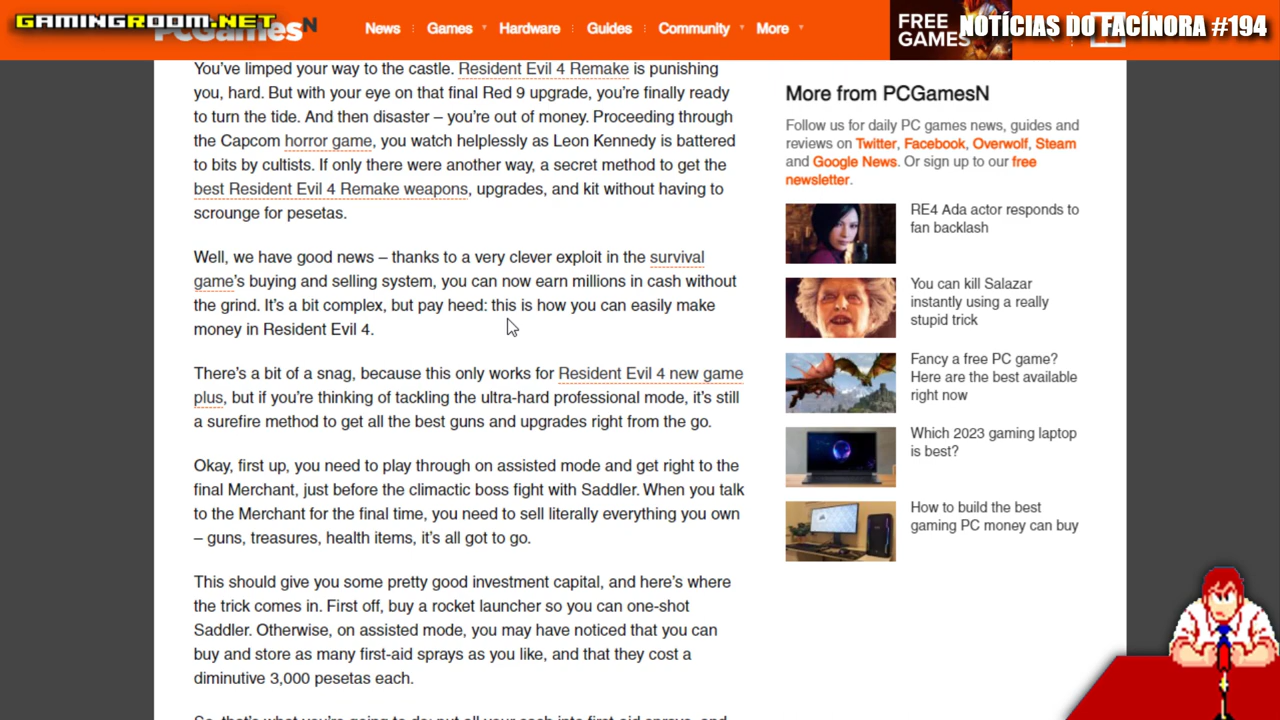 GAMINGROOM.NET
PCGamesN
News
Games
Hardware
Guides
Community
More
FREE
GAMES
NOTÍCIAS DO FACÍNORA #194
You’ve limped your way to the castle. Resident Evil 4 Remake is punishing
you, hard. But with your eye on that final Red 9 upgrade, you’re finally ready
to turn the tide. And then disaster – you’re out of money. Proceeding through
the Capcom horror game, you watch helplessly as Leon Kennedy is battered
to bits by cultists. If only there were another way, a secret method to get the
best Resident Evil 4 Remake weapons, upgrades, and kit without having to
scrounge for pesetas.
Well, we have good news – thanks to a very clever exploit in the survival
game’s buying and selling system, you can now earn millions in cash without
the grind. It’s a bit complex, but pay heed: this is how you can easily make
money in Resident Evil 4.
There’s a bit of a snag, because this only works for Resident Evil 4 new game
plus, but if you’re thinking of tackling the ultra-hard professional mode, it’s still
a surefire method to get all the best guns and upgrades right from the go.
Okay, first up, you need to play through on assisted mode and get right to the
final Merchant, just before the climactic boss fight with Saddler. When you talk
to the Merchant for the final time, you need to sell literally everything you own
– guns, treasures, health items, it’s all got to go.
This should give you some pretty good investment capital, and here’s where
the trick comes in. First off, buy a rocket launcher so you can one-shot
Saddler. Otherwise, on assisted mode, you may have noticed that you can
buy and store as many first-aid sprays as you like, and that they cost a
diminutive 3,000 pesetas each.
So, that’s what you’re going to do: put all your cash into first-aid sprays, and
More from PCGamesN
Follow us for daily PC games news, guides and
reviews on Twitter, Facebook, Overwolf, Steam
and Google News. Or sign up to our free
newsletter.
RE4 Ada actor responds to
fan backlash
You can kill Salazar
instantly using a really
stupid trick
Fancy a free PC game?
Here are the best available
right now
Which 2023 gaming laptop
is best?
How to build the best
gaming PC money can buy